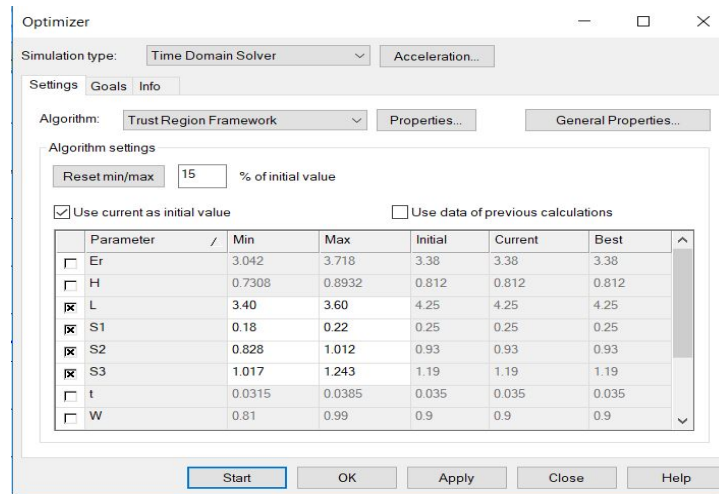 Optimizer
Simulation type: Time Domain Solver Acceleration...
Settings Goals Info
Algorithm: Trust Region Framework Properties... General Properties...
Algorithm settings
Reset min/max 15 % of initial value
Use current as initial value Use data of previous calculations
Parameter / Min Max Initial Current Best
Er 3.042 3.718 3.38 3.38 3.38
H 0.7308 0.8932 0.812 0.812 0.812
L 3.40 3.60 4.25 4.25 4.25
S1 0.18 0.22 0.25 0.25 0.25
S2 0.828 1.012 0.93 0.93 0.93
S3 1.017 1.243 1.19 1.19 1.19
t 0.0315 0.0385 0.035 0.035 0.035
W 0.81 0.99 0.9 0.9 0.9
Start OK Apply Close Help